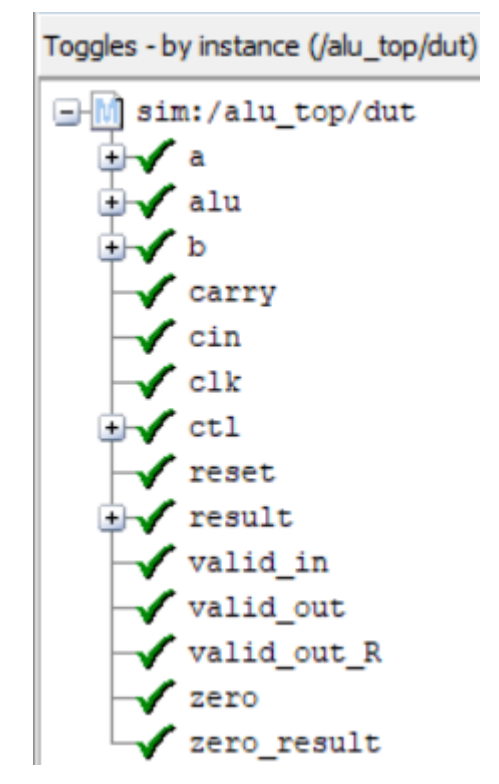 Toggles - by instance (/alu_top/dut)
sim:/alu_top/dut
a
alu
b
carry
cin
clk
ctl
reset
result
valid_in
valid_out
valid_out_R
zero
zero_result